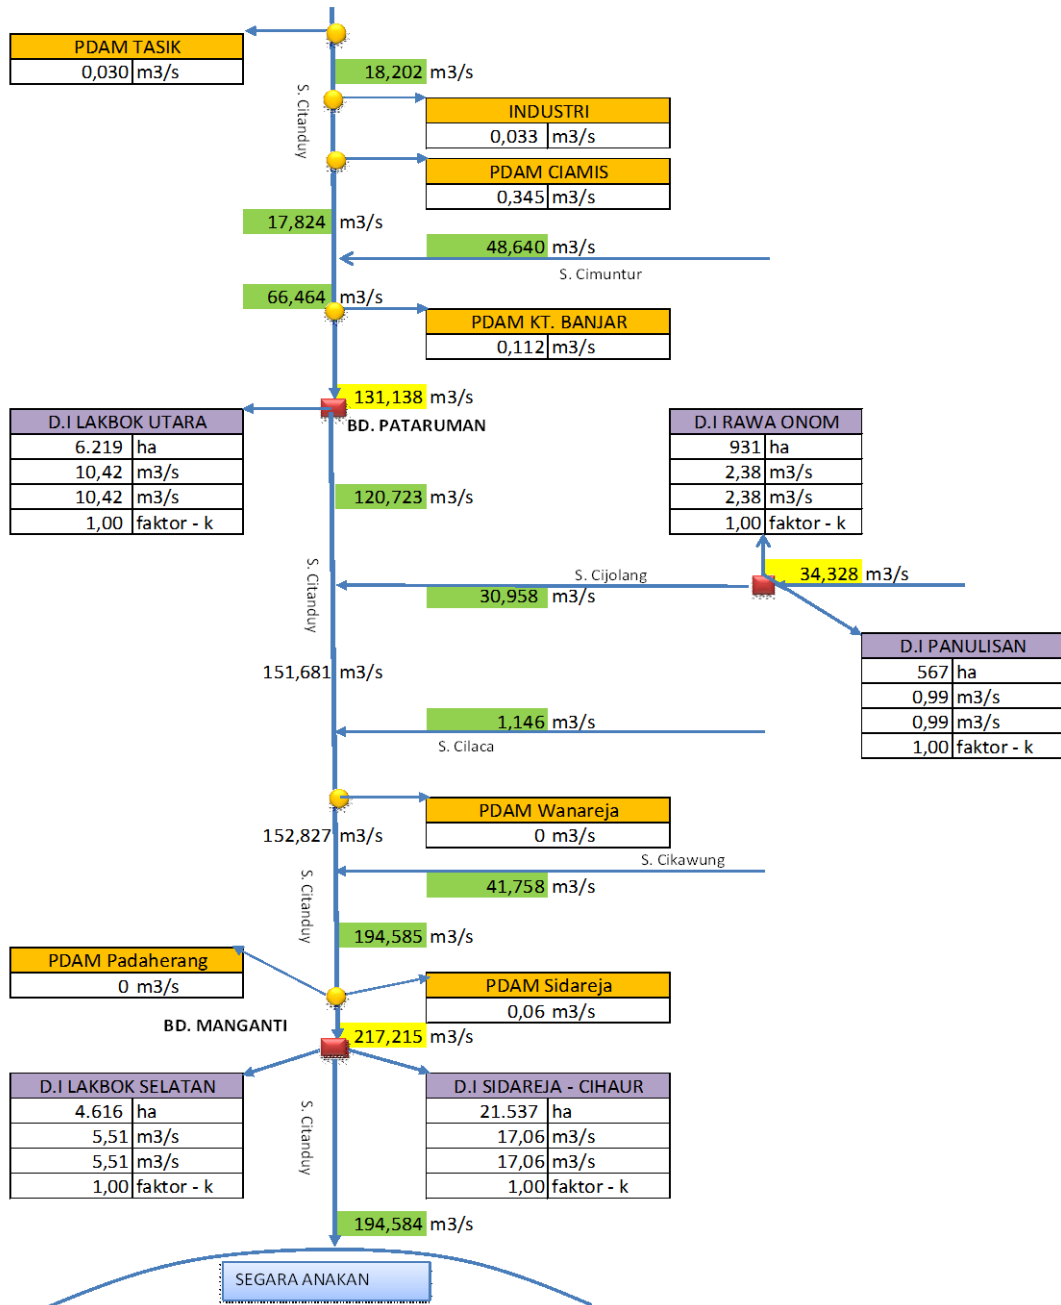 PDAM TASIK
0,030 m3/s
18,202 m3/s
S. Citanduy
INDUSTRI
0,033 m3/s
PDAM CIAMIS
0,345 m3/s
17,824 m3/s
48,640 m3/s
S. Cimuntur
66,464 m3/s
PDAM KT. BANJAR
0,112 m3/s
131,138 m3/s
BD. PATARUMAN
D.I LAKBOK UTARA
6.219 ha
10,42 m3/s
10,42 m3/s
1,00 faktor - k
D.I RAWA ONOM
931 ha
2,38 m3/s
2,38 m3/s
1,00 faktor - k
120,723 m3/s
S. Citanduy
S. Cijolang
34,328 m3/s
30,958 m3/s
D.I PANULISAN
567 ha
0,99 m3/s
0,99 m3/s
1,00 faktor - k
151,681 m3/s
1,146 m3/s
S. Cilaca
PDAM Wanareja
0 m3/s
152,827 m3/s
S. Cikawung
41,758 m3/s
S. Citanduy
194,585 m3/s
PDAM Padaherang
0 m3/s
PDAM Sidareja
0,06 m3/s
BD. MANGANTI
217,215 m3/s
D.I LAKBOK SELATAN
4.616 ha
5,51 m3/s
5,51 m3/s
1,00 faktor - k
D.I SIDAREJA - CIHAUR
21.537 ha
17,06 m3/s
17,06 m3/s
1,00 faktor - k
S. Citanduy
194,584 m3/s
SEGARA ANAKAN